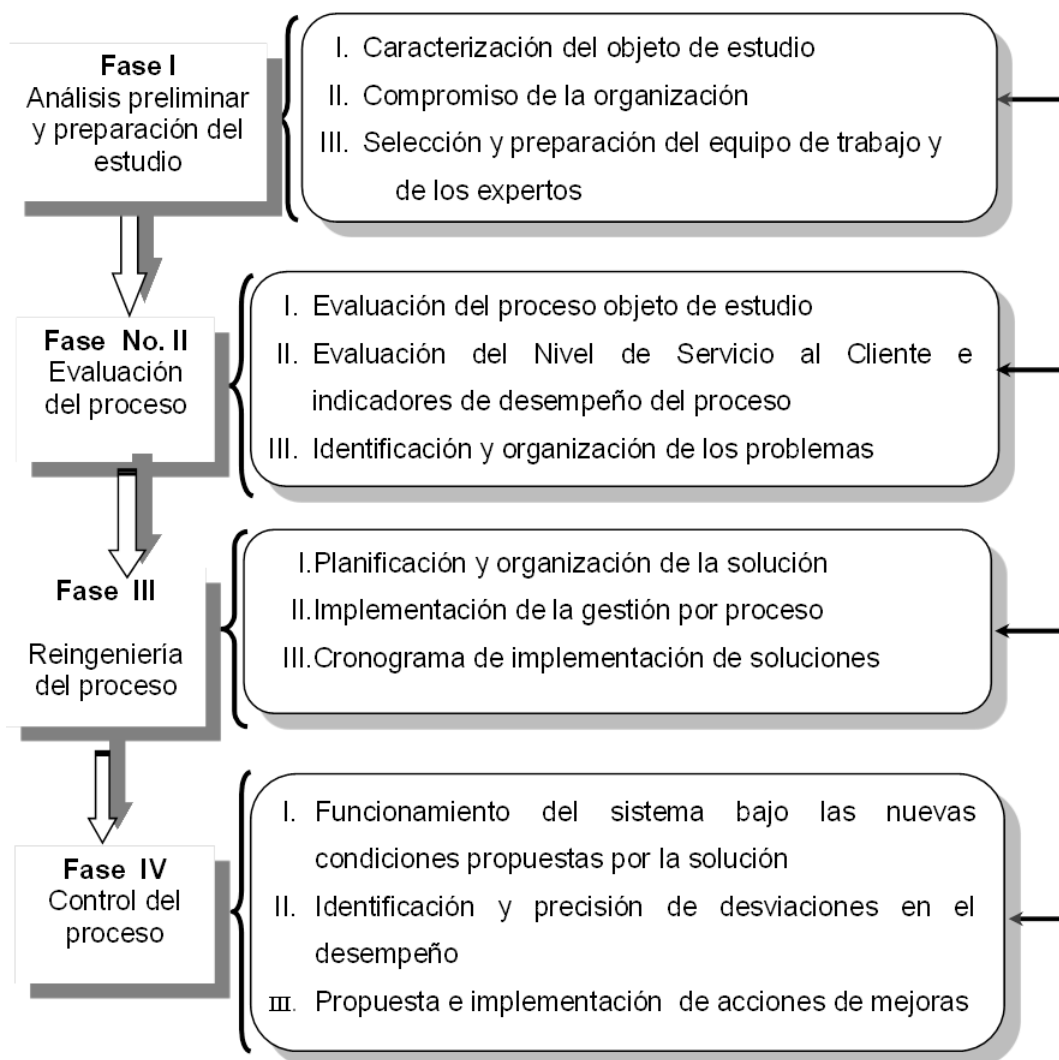 Fase I
Análisis preliminar
y preparación del
estudio
I. Caracterización del objeto de estudio
II. Compromiso de la organización
III. Selección y preparación del equipo de trabajo y
de los expertos
Fase No. II
Evaluación
del proceso
I. Evaluación del proceso objeto de estudio
II. Evaluación del Nivel de Servicio al Cliente e
indicadores de desempeño del proceso
III. Identificación y organización de los problemas
Fase III
Reingeniería
del proceso
I.Planificación y organización de la solución
II.Implementación de la gestión por proceso
III.Cronograma de implementación de soluciones
Fase IV
Control del
proceso
I. Funcionamiento del sistema bajo las nuevas
condiciones propuestas por la solución
II. Identificación y precisión de desviaciones en el
desempeño
III. Propuesta e implementación de acciones de mejoras